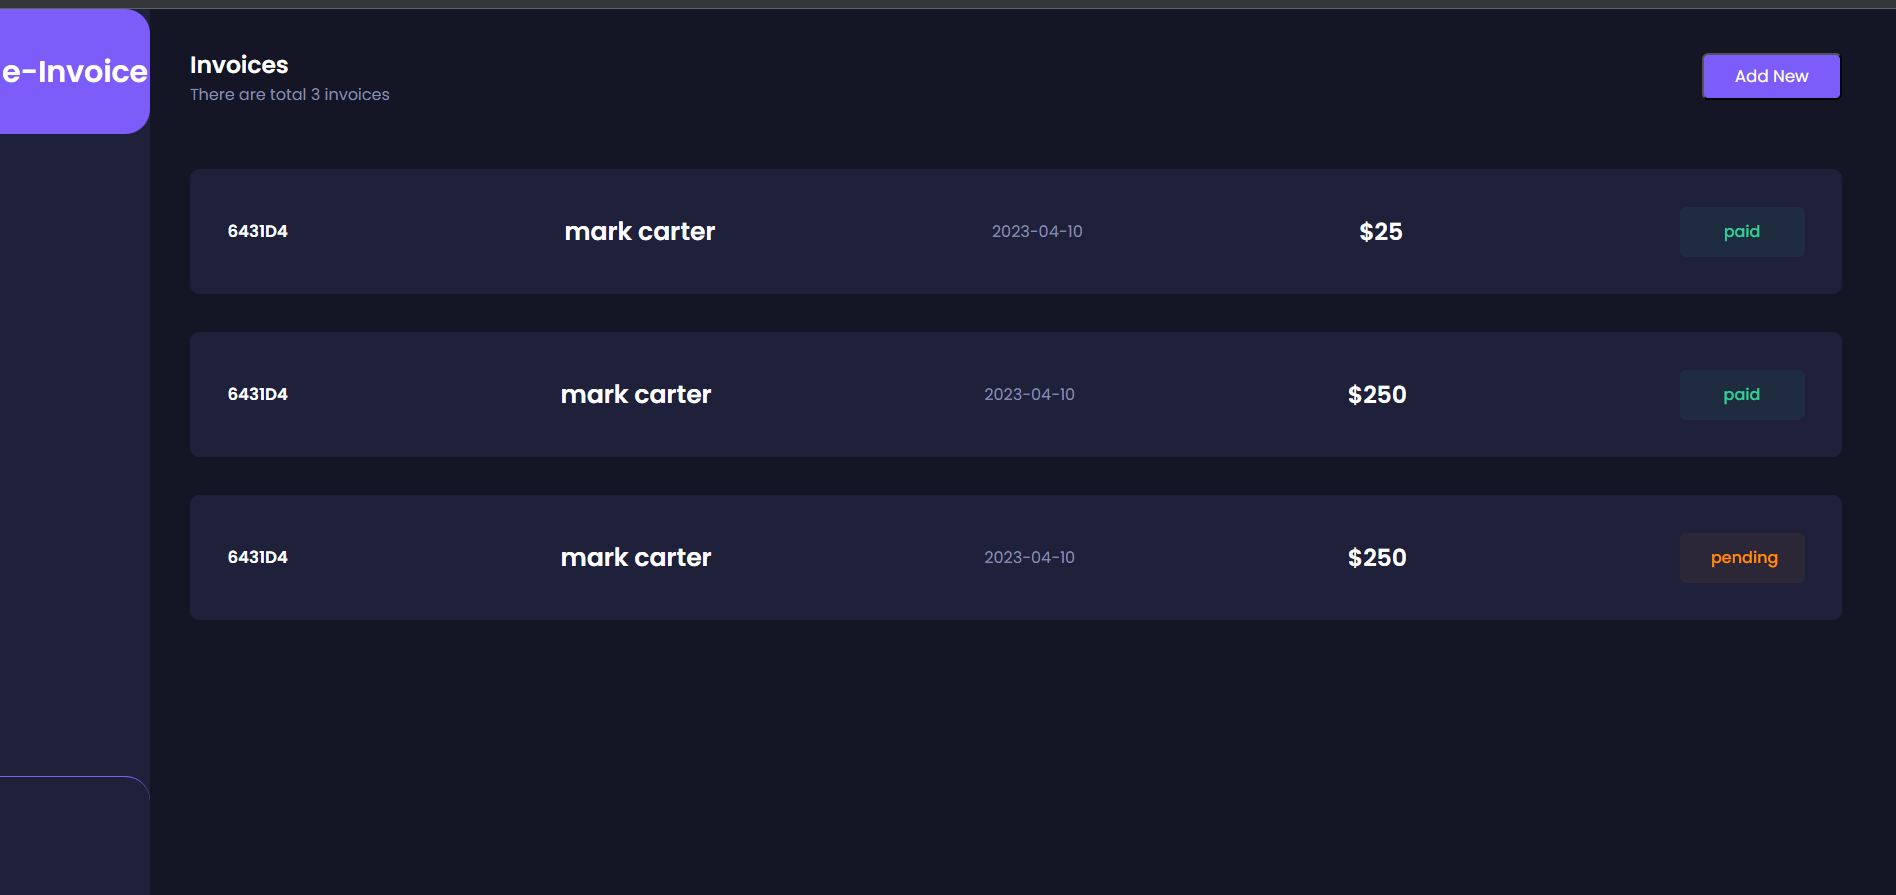 e-Invoice
Invoices
There are total 3 invoices
Add New
6431D4 mark carter 2023-04-10 $25 paid
6431D4 mark carter 2023-04-10 $250 paid
6431D4 mark carter 2023-04-10 $250 pending